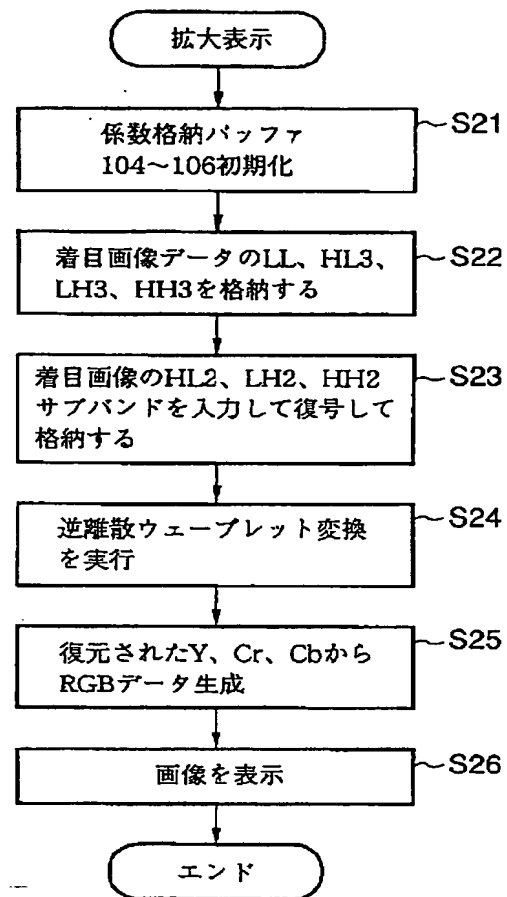 拡大表示
係数格納バッファ
104～106初期化
S21
着目画像データのLL、HL3、
LH3、HH3を格納する
S22
着目画像のHL2、LH2、HH2
サブバンドを入力して復号して
格納する
S23
逆離散ウェーブレット変換
を実行
S24
復元されたY、Cr、Cbから
RGBデータ生成
S25
画像を表示
S26
エンド